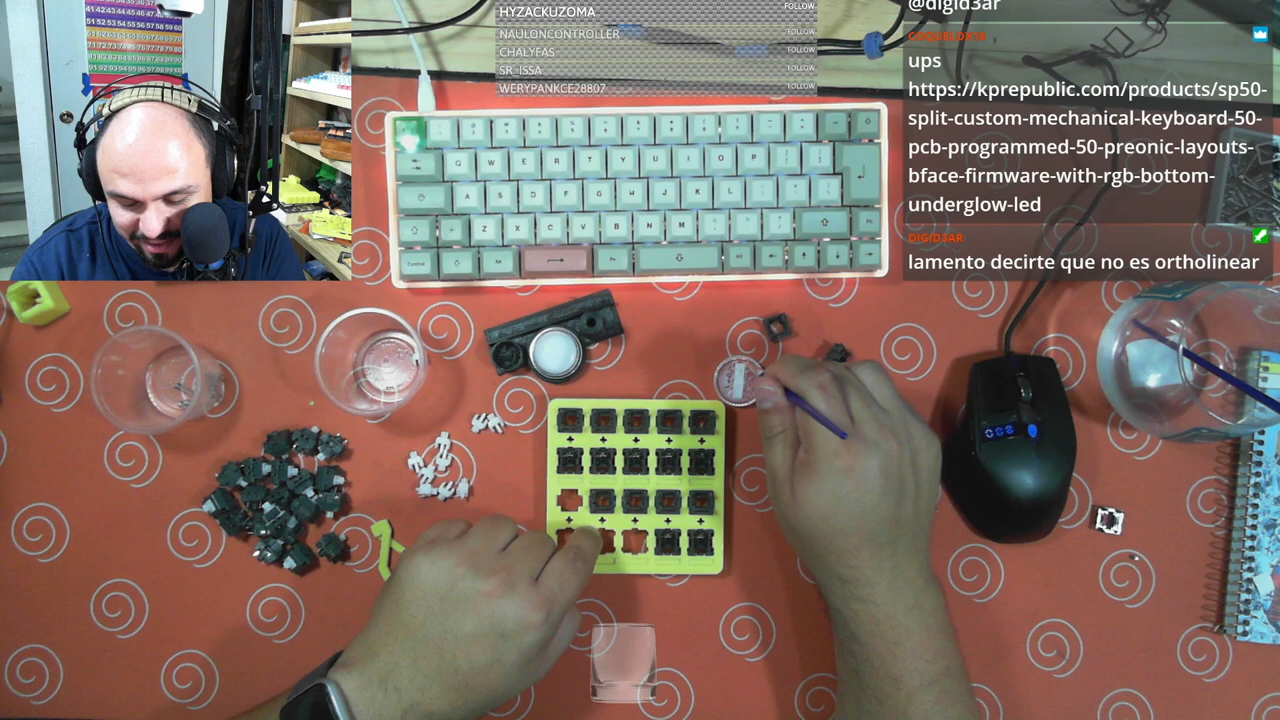 HYZACKUZOMA FOLLOW
NAULONCONTROLLER FOLLOW
CHALYFAS FOLLOW
SR_ISSA FOLLOW
WERYPANKCE28807 FOLLOW
@digid3ar
ups
https://kprepublic.com/products/sp50-
split-custom-mechanical-keyboard-50-
pcb-programmed-50-preonic-layouts-
bface-firmware-with-rgb-bottom-
underglow-led
DIGID3AR
lamento decirte que no es ortholinear
Q W E R T Y U I O P
A S D F G H J K L
Z X C V B N M